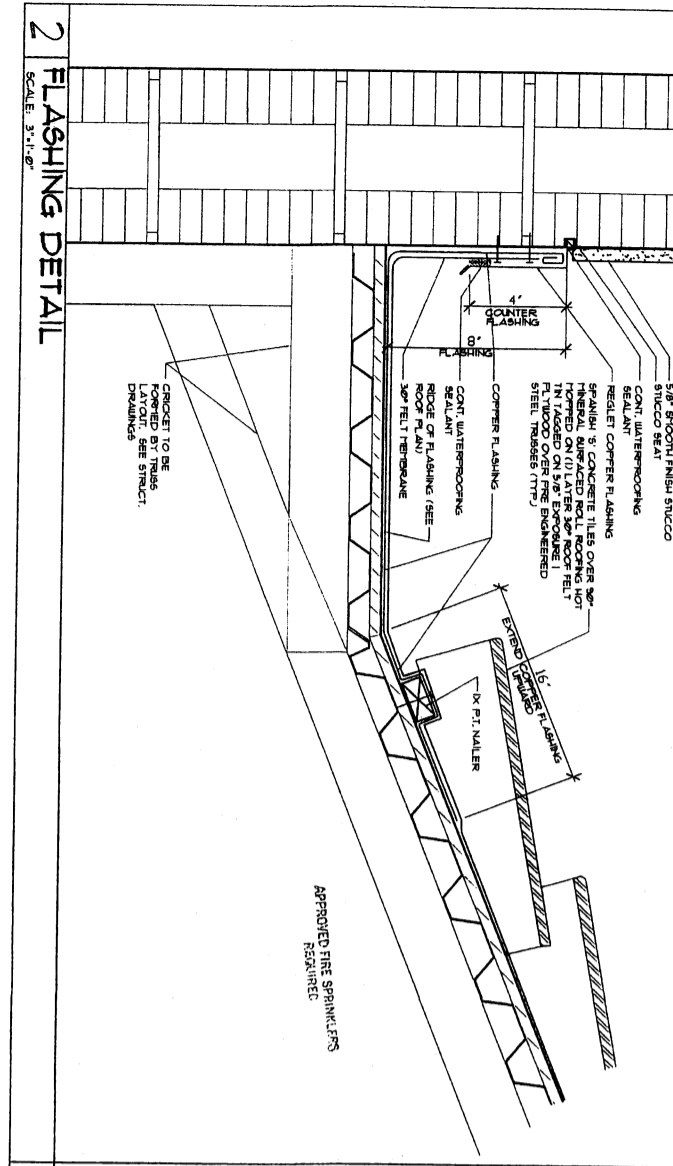 5/8" SMOOTH FINISH STUCCO
STUCCO SEAT
CONT. WATERPROOFING
SEALANT
REGLET COPPER FLASHING
SPANISH 'S' CONCRETE TILES OVER 90#
MINERAL SURFACED ROLL ROOFING HOT
MOPPED ON (1) LAYER 30# ROOF FELT
TIN TAGGED ON 5/8" EXPOSURE 1
PLYWOOD OVER PRE ENGINEERED
STEEL TRUSSES (TYP.)
4"
COUNTER
FLASHING
8"
FLASHING
COPPER FLASHING
CONT. WATERPROOFING
SEALANT
RIDGE OF FLASHING (SEE
ROOF PLAN)
30# FELT MEMBRANE
16"
EXTEND COPPER FLASHING
UPWARD
1X P.T. NAILER
CRICKET TO BE
FORMED BY TRUSS
LAYOUT. SEE STRUCT.
DRAWINGS
APPROVED FIRE SPRINKLERS
REQUIRED
2 FLASHING DETAIL
SCALE: 3"=1'-0"